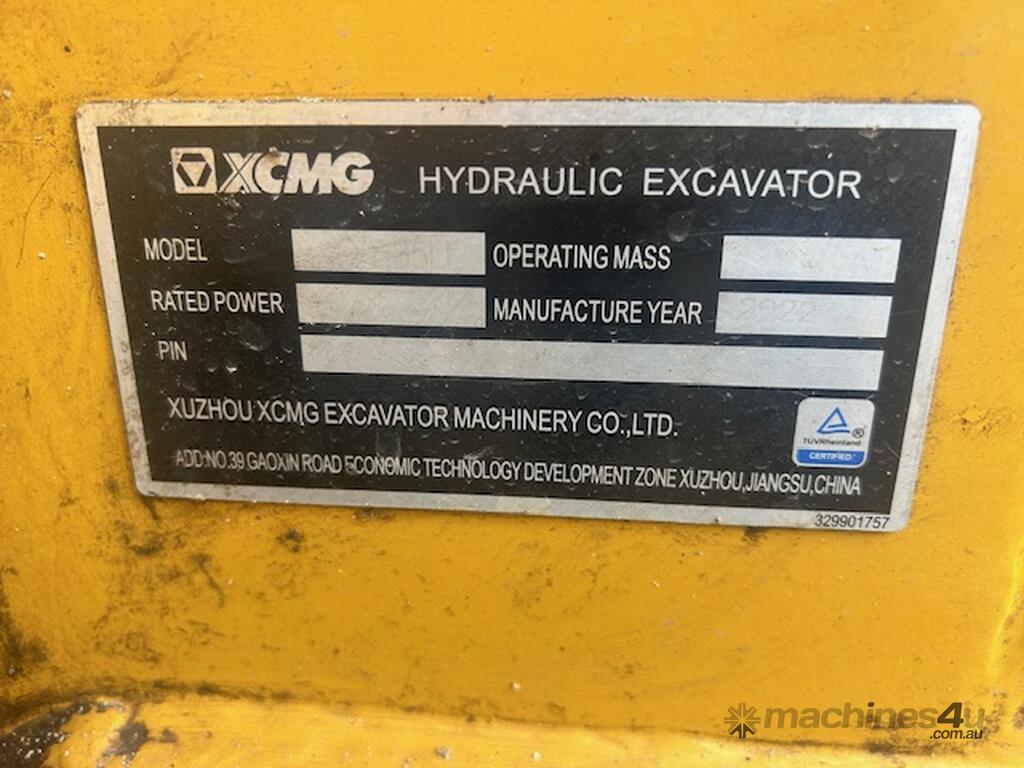 XCMG HYDRAULIC EXCAVATOR
MODEL OPERATING MASS
RATED POWER MANUFACTURE YEAR 2022
PIN
XUZHOU XCMG EXCAVATOR MACHINERY CO.,LTD.
TÜVRheinland ®
CERTIFIED
ADD:NO.39 GAOXIN ROAD ECONOMIC TECHNOLOGY DEVELOPMENT ZONE XUZHOU,JIANGSU,CHINA
329901757
machines4u
.com.au